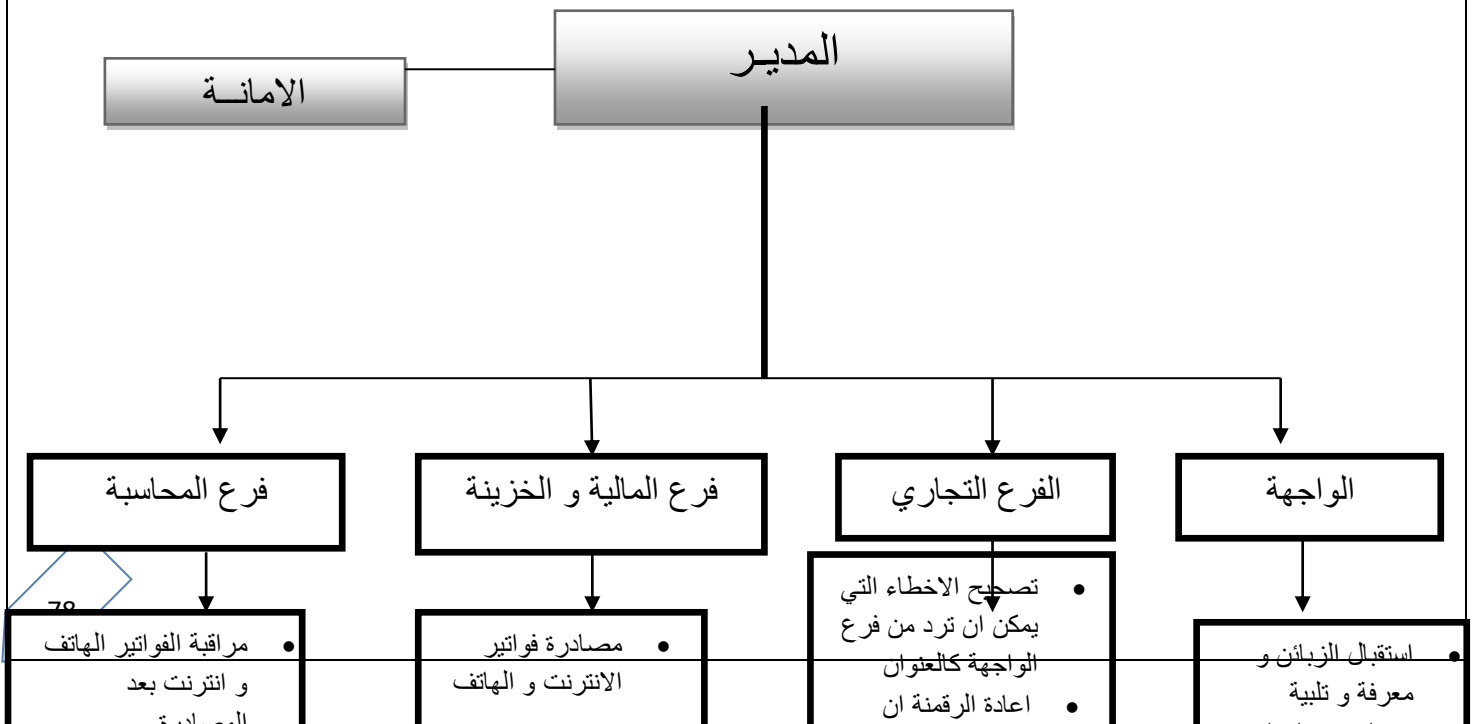 المديـر
الامانــة
الواجهة
الفرع التجاري
فرع المالية و الخزينة
فرع المحاسبة
• استقبال الزبائن و
معرفة و تلبية
• تصحيح الاخطاء التي
يمكن ان ترد من فرع
الواجهة كالعنوان
• اعادة الرقمنة ان
• مصادرة فواتير
الانترنت و الهاتف
• مراقبة الفواتير الهاتف
و انترنت بعد
المصادرة
78